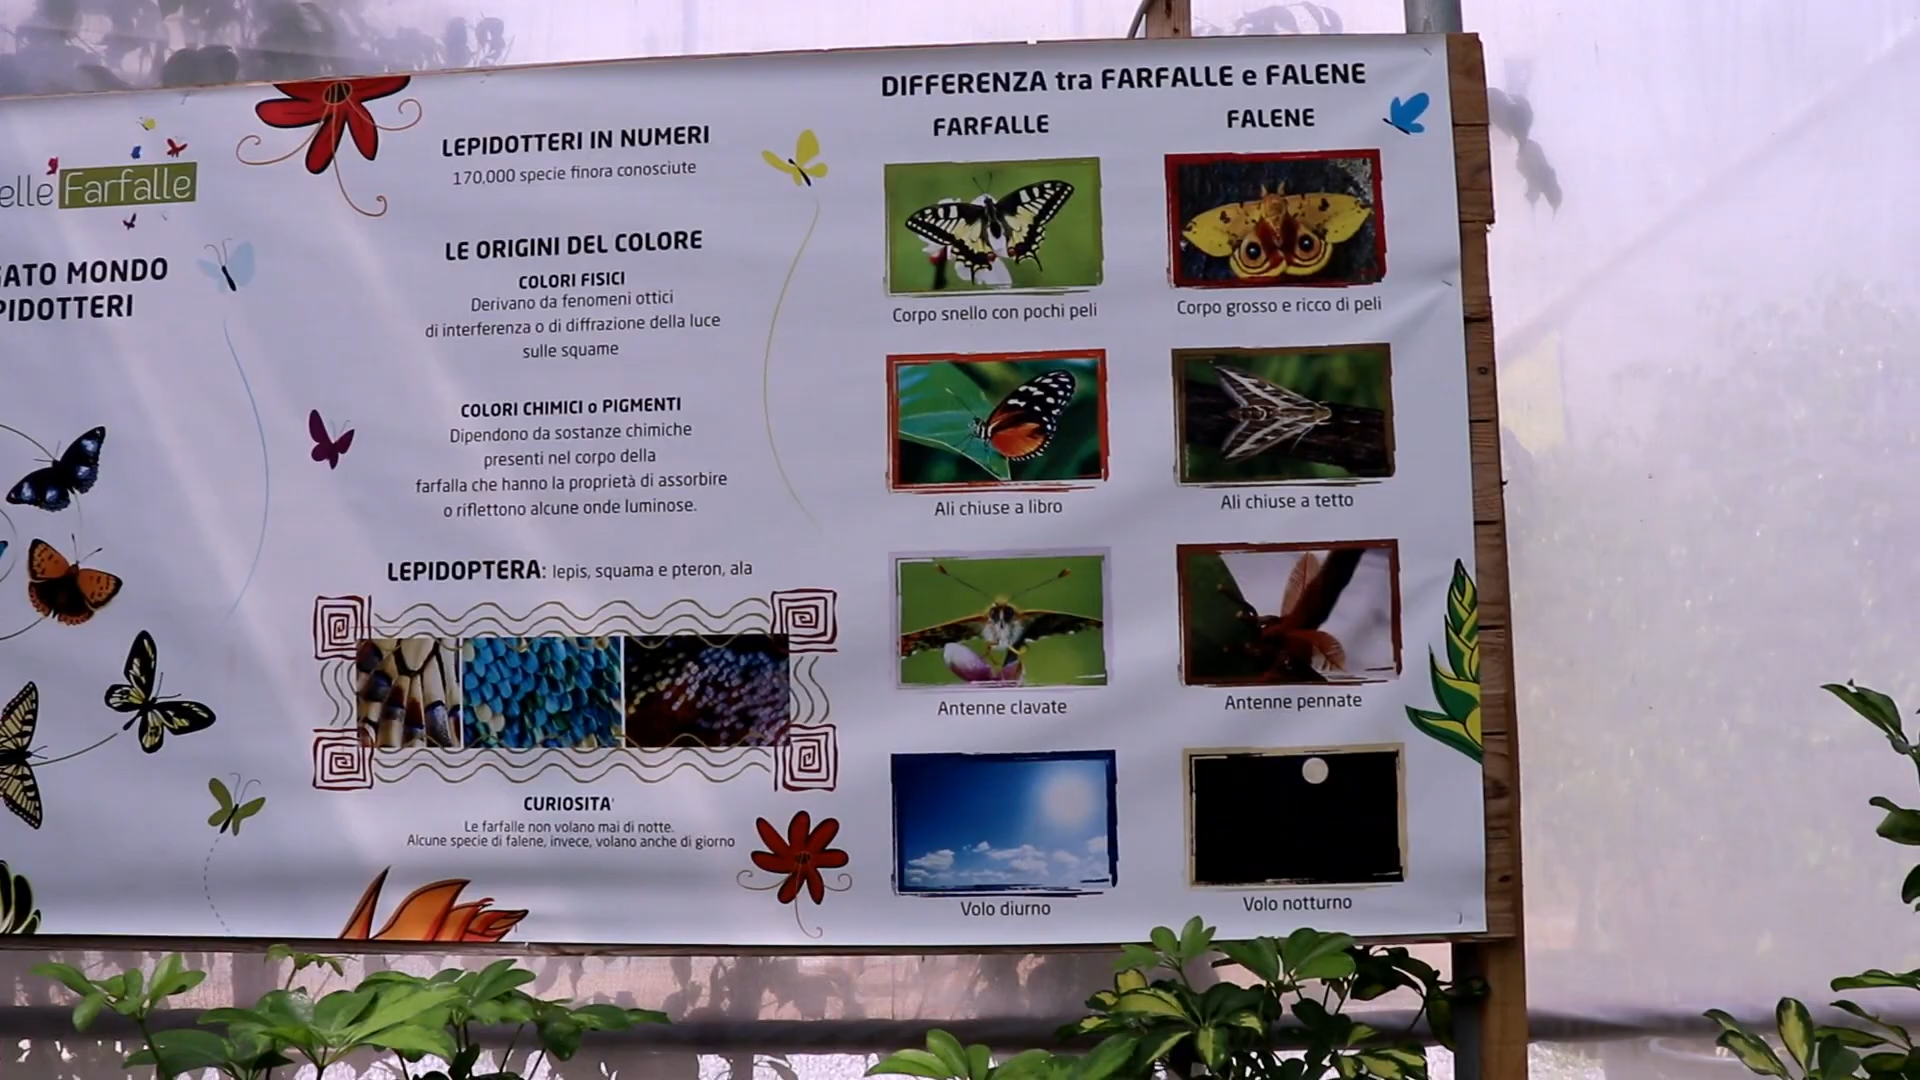 elle Farfalle
ATO MONDO
PIDOTTERI
LEPIDOTTERI IN NUMERI
170,000 specie finora conosciute
LE ORIGINI DEL COLORE
COLORI FISICI
Derivano da fenomeni ottici
di interferenza o di diffrazione della luce
sulle squame
COLORI CHIMICI o PIGMENTI
Dipendono da sostanze chimiche
presenti nel corpo della
farfalla che hanno la proprietà di assorbire
o riflettono alcune onde luminose.
LEPIDOPTERA: lepis, squama e pteron, ala
CURIOSITA'
Le farfalle non volano mai di notte.
Alcune specie di falene, invece, volano anche di giorno
DIFFERENZA tra FARFALLE e FALENE
FARFALLE
FALENE
Corpo snello con pochi peli
Corpo grosso e ricco di peli
Ali chiuse a libro
Ali chiuse a tetto
Antenne clavate
Antenne pennate
Volo diurno
Volo notturno